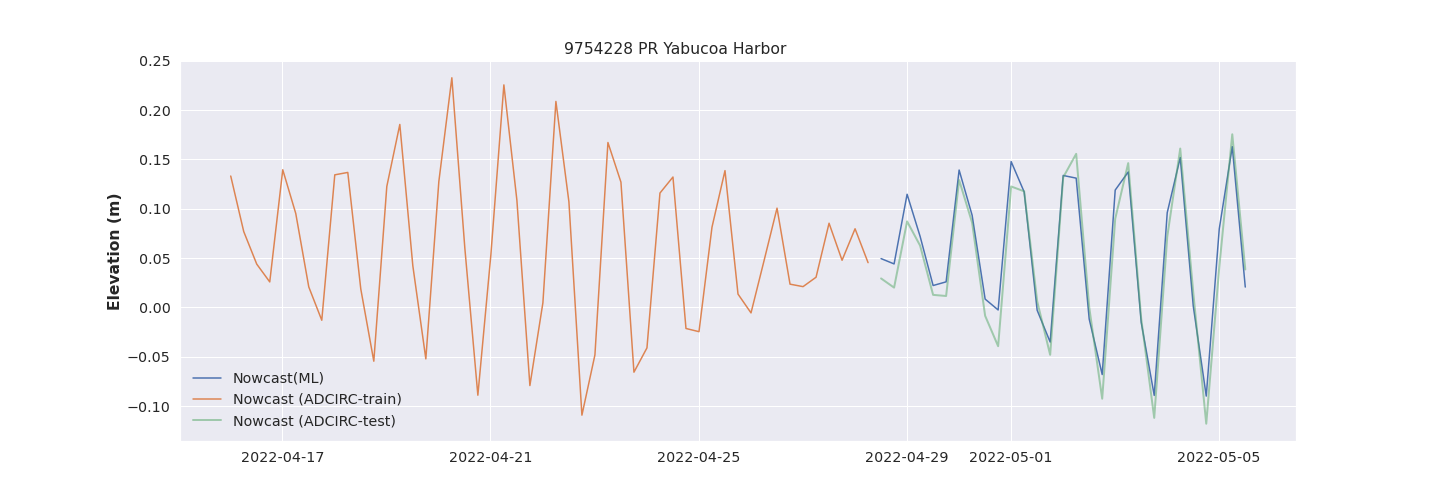 9754228 PR Yabucoa Harbor
0.25
0.20
0.15
0.10
0.05
0.00
−0.05
−0.10
Elevation (m)
Nowcast(ML)
Nowcast (ADCIRC-train)
Nowcast (ADCIRC-test)
2022-04-17 2022-04-21 2022-04-25 2022-04-29 2022-05-01 2022-05-05